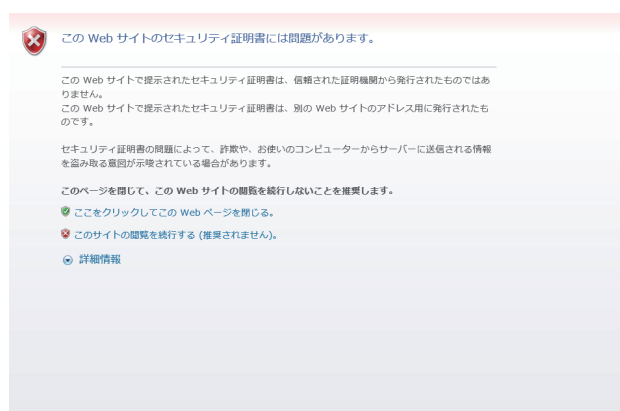 この Web サイトのセキュリティ証明書には問題があります。
この Web サイトで提示されたセキュリティ証明書は、信頼された証明機関から発行されたものではあ
りません。
この Web サイトで提示されたセキュリティ証明書は、別の Web サイトのアドレス用に発行されたも
のです。
セキュリティ証明書の問題によって、詐欺や、お使いのコンピューターからサーバーに送信される情報
を盗み取る意図が示唆されている場合があります。
このページを閉じて、この Web サイトの閲覧を続行しないことを推奨します。
ここをクリックしてこの Web ページを閉じる。
このサイトの閲覧を続行する (推奨されません)。
詳細情報